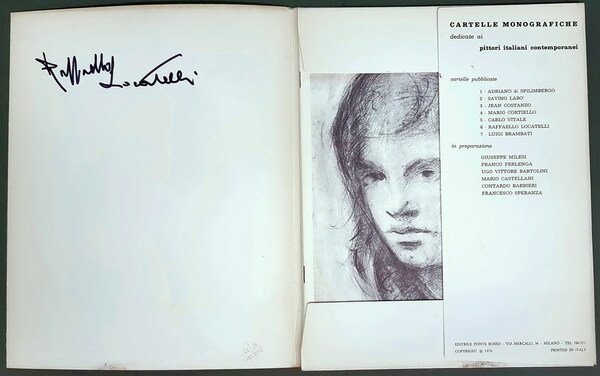 Raffaello
Locatelli
CARTELLE MONOGRAFICHE
dedicate ai
pittori italiani contemporanei
cartelle pubblicate
1 - ADRIANO di SPILIMBERGO
2 - SAVINO LABO'
3 - JEAN COSTANZO
4 - MARIO CORTIELLO
5 - CARLO VITALE
6 - RAFFAELLO LOCATELLI
7 - LUIGI BRAMBATI
in preparazione
GIUSEPPE MILESI
FRANCO FERLENGA
UGO VITTORE BARTOLINI
MARIO CASTELLANI
CONTARDO BARBIERI
FRANCESCO SPERANZA
EDITRICE PONTE ROSSO - VIA MERCALLI, - MILANO - TEL.
COPYRIGHT © 1970
PRINTED IN ITALY